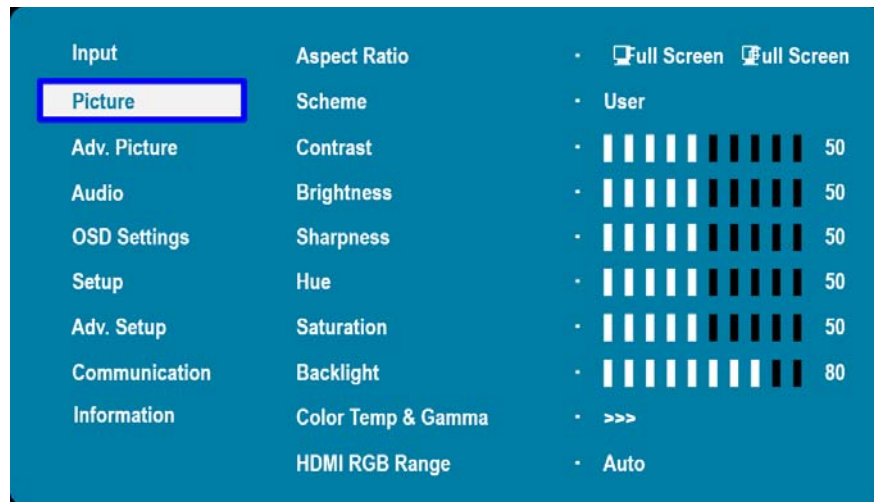 Input
Picture
Adv. Picture
Audio
OSD Settings
Setup
Adv. Setup
Communication
Information
Aspect Ratio · Full Screen Full Screen
Scheme · User
Contrast · 50
Brightness · 50
Sharpness · 50
Hue · 50
Saturation · 50
Backlight · 80
Color Temp & Gamma · >>>
HDMI RGB Range · Auto